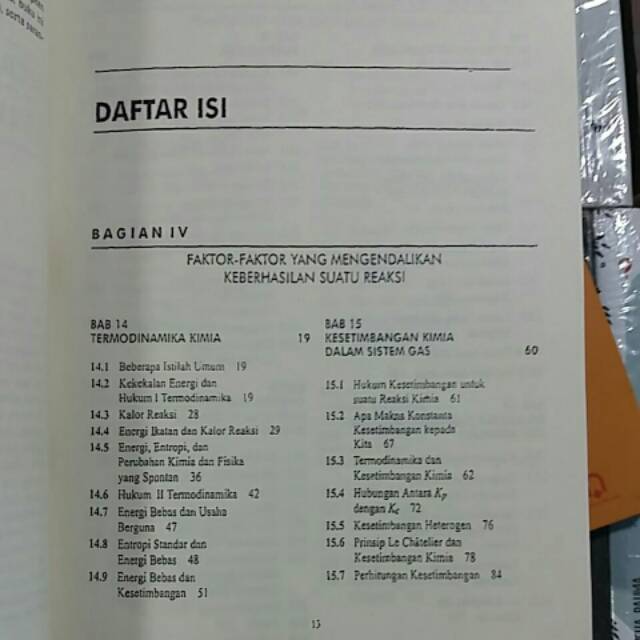 DAFTAR ISI
BAGIAN IV
FAKTOR-FAKTOR YANG MENGENDALIKAN
KEBERHASILAN SUATU REAKSI
BAB 14
TERMODINAMIKA KIMIA 19
14.1 Beberapa Istilah Umum 19
14.2 Kekekalan Energi dan
Hukum I Termodinamika 19
14.3 Kalor Reaksi 28
14.4 Energi Ikatan dan Kalor Reaksi 29
14.5 Energi, Entropi, dan
Perubahan Kimia dan Fisika
yang Spontan 36
14.6 Hukum II Termodinamika 42
14.7 Energi Bebas dan Usaha
Berguna 47
14.8 Entropi Standar dan
Energi Bebas 48
14.9 Energi Bebas dan
Kesetimbangan 51
BAB 15
KESETIMBANGAN KIMIA
DALAM SISTEM GAS 60
15.1 Hukum Kesetimbangan untuk
suatu Reaksi Kimia 61
15.2 Apa Makna Konstanta
Kesetimbangan kepada
Kita 67
15.3 Termodinamika dan
Kesetimbangan Kimia 62
15.4 Hubungan Antara Kp
dengan Kc 72
15.5 Kesetimbangan Heterogen 76
15.6 Prinsip Le Châtelier dan
Kesetimbangan Kimia 78
15.7 Perhitungan Kesetimbangan 84
13